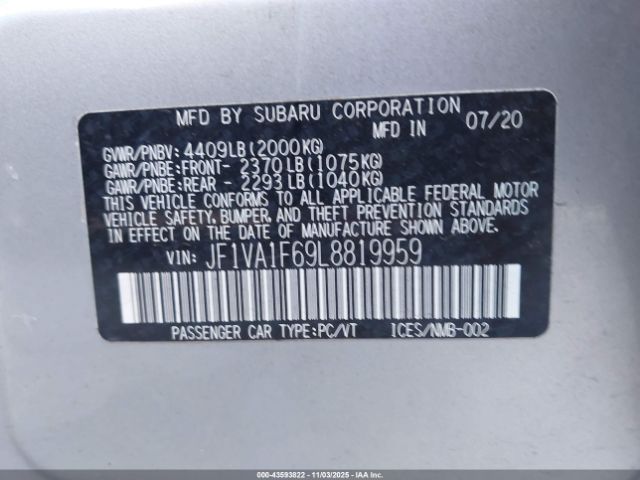 MFD BY SUBARU CORPORATION
MFD IN 07/20
GVWR/PNBV: 4409LB(2000KG)
GAWR/PNBE:FRONT- 2370LB(1075KG)
GAWR/PNBE:REAR - 2293LB(1040KG)
THIS VEHICLE CONFORMS TO ALL APPLICABLE FEDERAL MOTOR
VEHICLE SAFETY, BUMPER, AND THEFT PREVENTION STANDARDS
IN EFFECT ON THE DATE OF MANUFACTURE SHOWN ABOVE.
VIN: JF1VA1F69L8819959
PASSENGER CAR TYPE:PC/VT ICES/NMB-002
000-43593822 - 11/03/2025 - IAAI.com